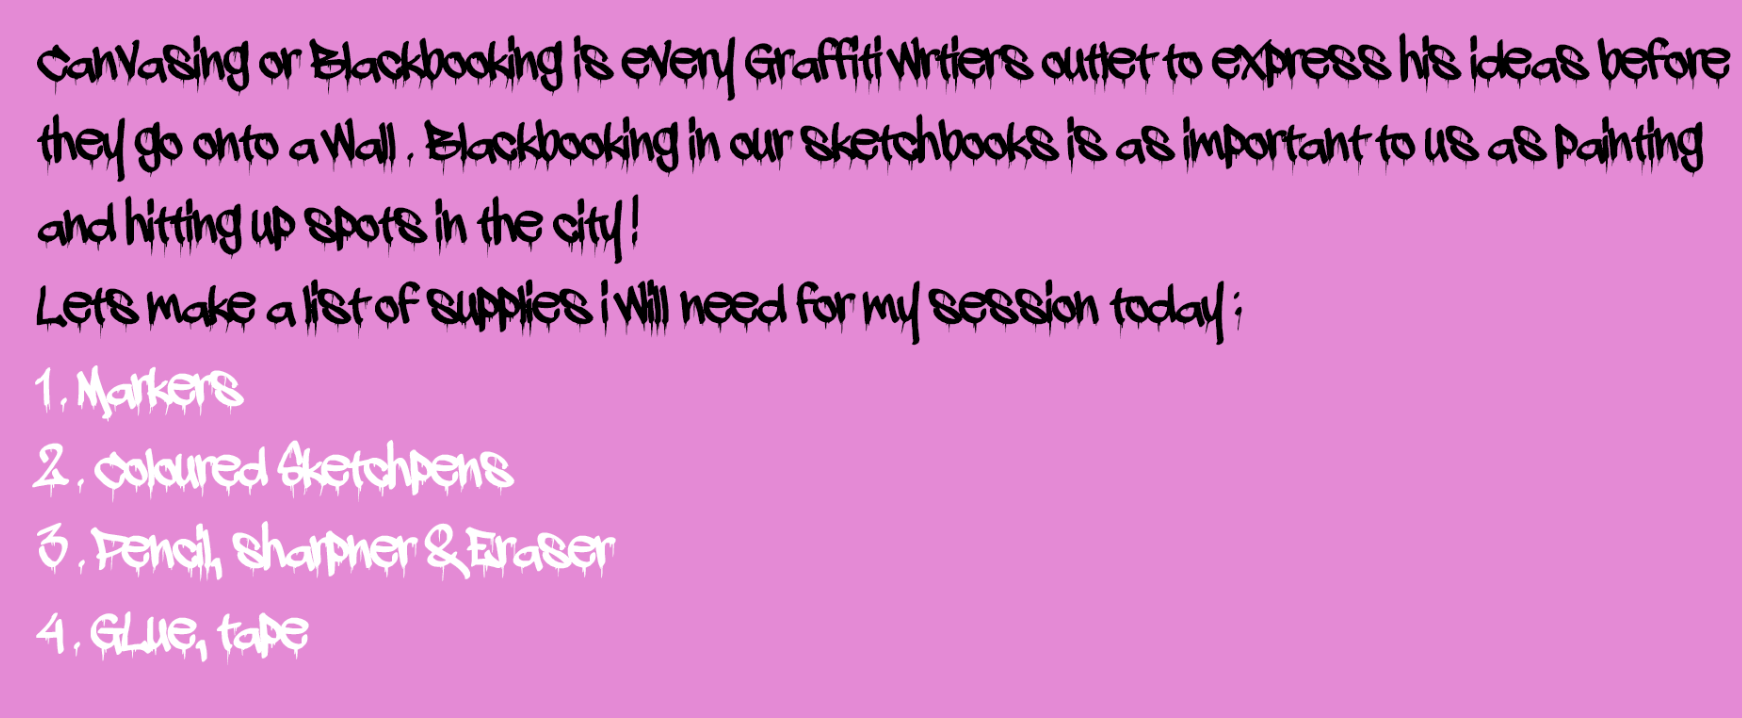 Canvasing or Blackbooking is every Graffiti Wrtiers outlet to express his ideas before
they go onto a Wall . Blackbooking in our sketchbooks is as important to us as painting
and hitting up spots in the city !
Lets make a list of supplies i Will need for my session today ;
1 . Markers
2 . Coloured Sketchpens
3 . Pencil, sharpner & Eraser
4 . GLue, tape